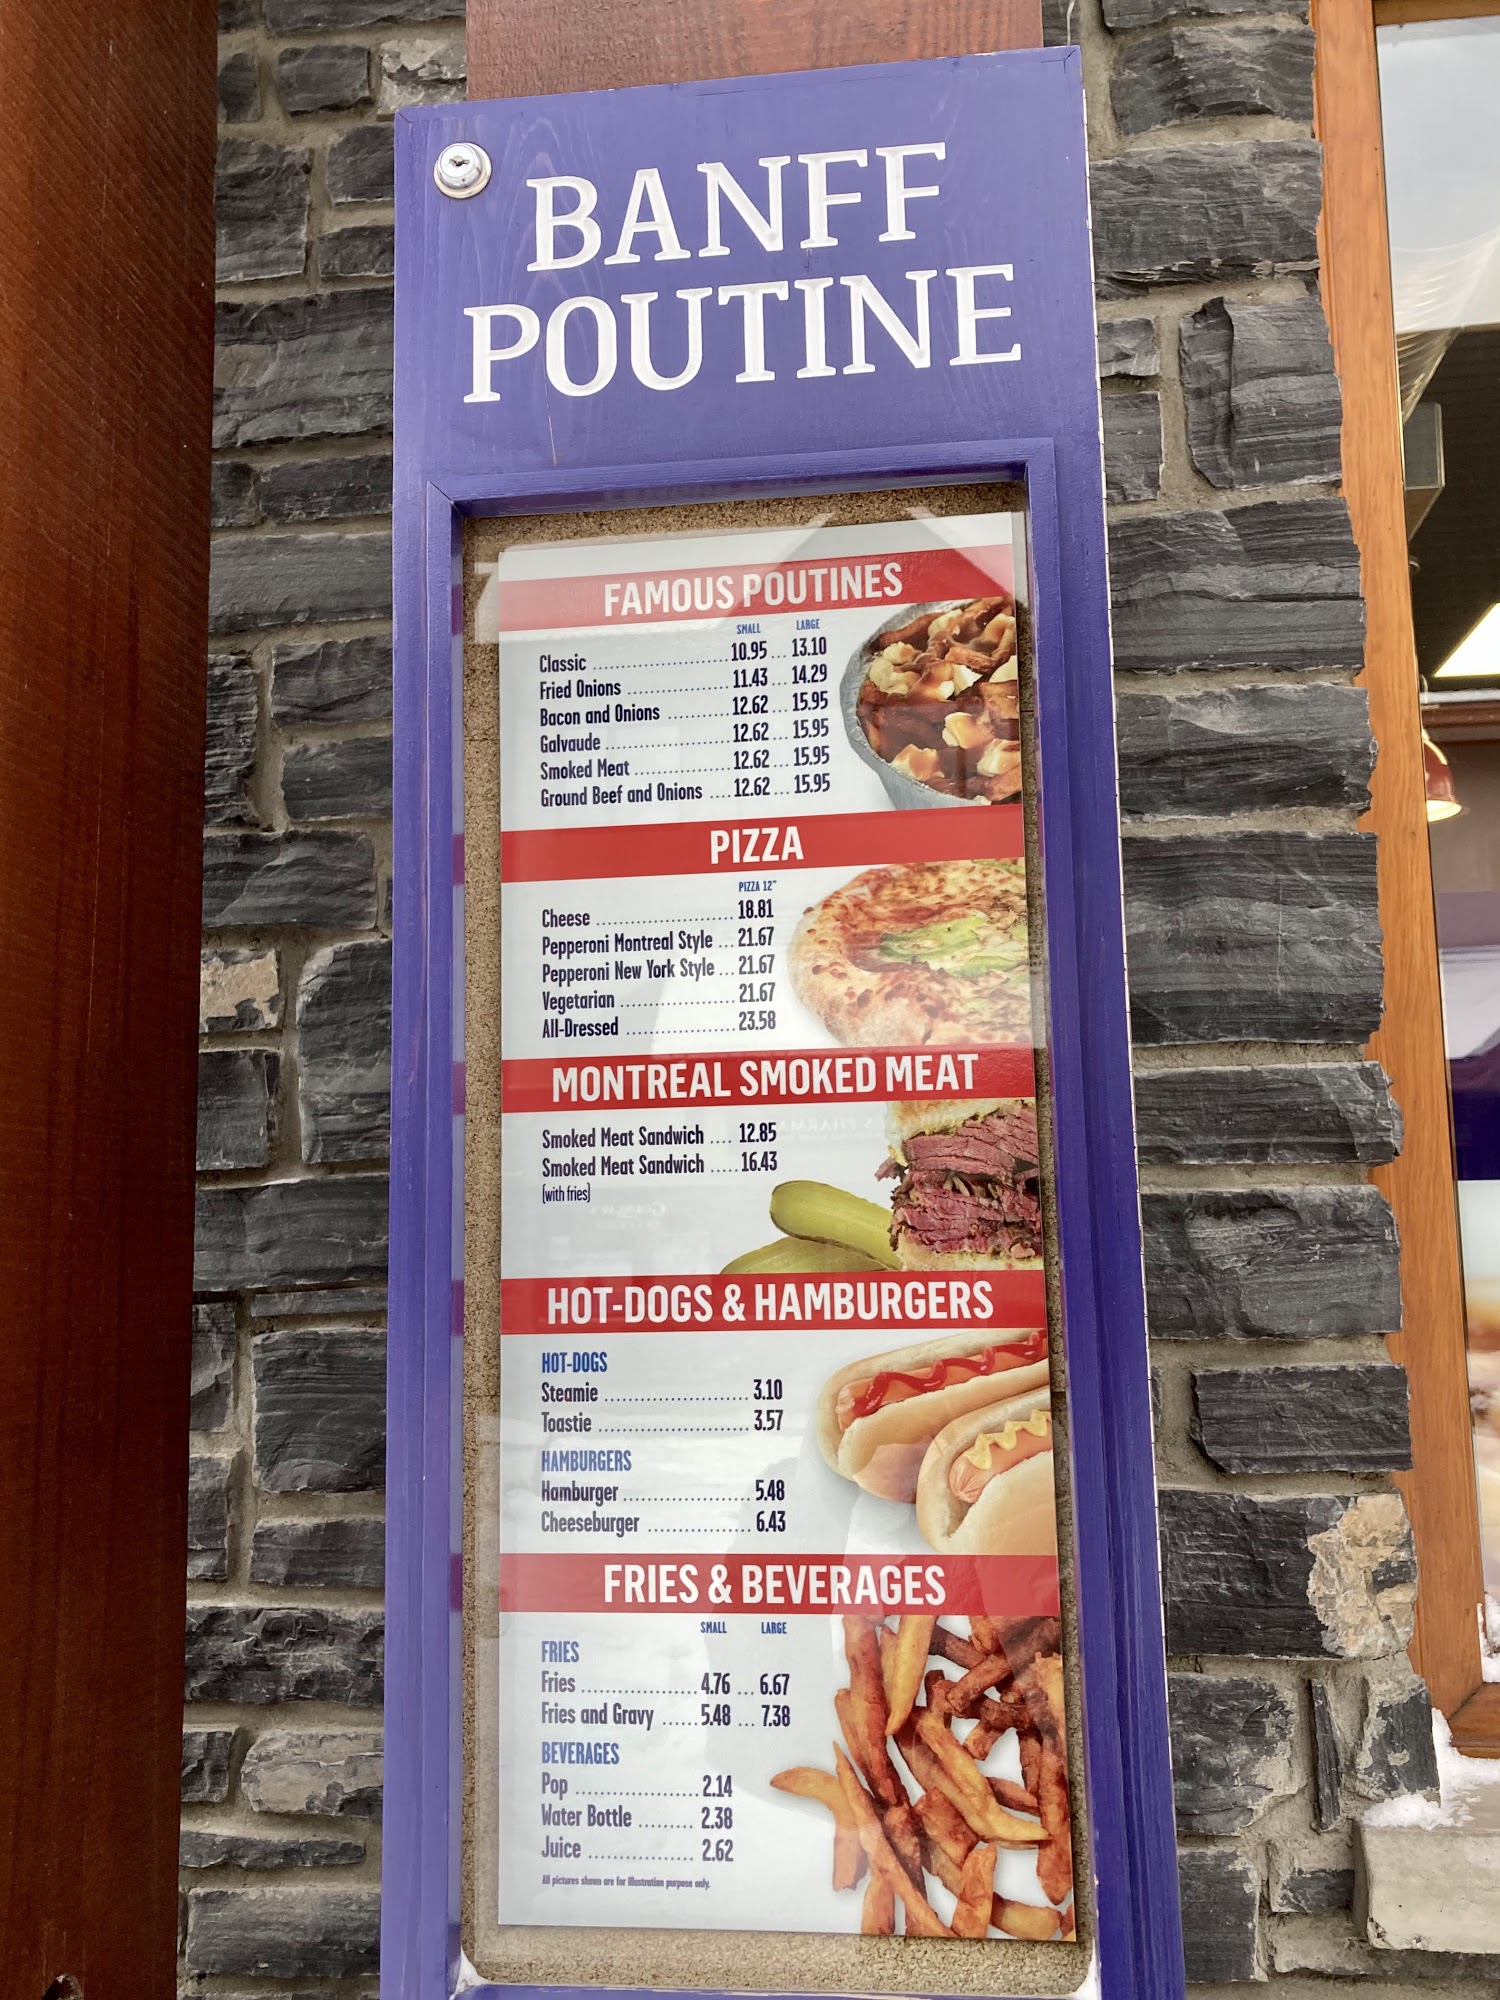 BANFF
POUTINE
FAMOUS POUTINES
SMALL LARGE
Classic ........................ 10.95 ... 13.10
Fried Onions .................. 11.43 ... 14.29
Bacon and Onions ........... 12.62 ... 15.95
Galvaude ...................... 12.62 ... 15.95
Smoked Meat ................. 12.62 ... 15.95
Ground Beef and Onions .... 12.62 ... 15.95
PIZZA
PIZZA 12"
Cheese ........................ 18.81
Pepperoni Montreal Style ... 21.67
Pepperoni New York Style ... 21.67
Vegetarian .................... 21.67
All-Dressed ................... 23.58
MONTREAL SMOKED MEAT
Smoked Meat Sandwich .... 12.85
Smoked Meat Sandwich ..... 16.43
(with fries)
HOT-DOGS & HAMBURGERS
HOT-DOGS
Steamie ........................ 3.10
Toastie ......................... 3.57
HAMBURGERS
Hamburger ..................... 5.48
Cheeseburger ................. 6.43
FRIES & BEVERAGES
SMALL LARGE
FRIES
Fries ................... 4.76 ... 6.67
Fries and Gravy ...... 5.48 ... 7.38
BEVERAGES
Pop ..................... 2.14
Water Bottle ......... 2.38
Juice .................. 2.62
All pictures shown are for illustration purpose only.